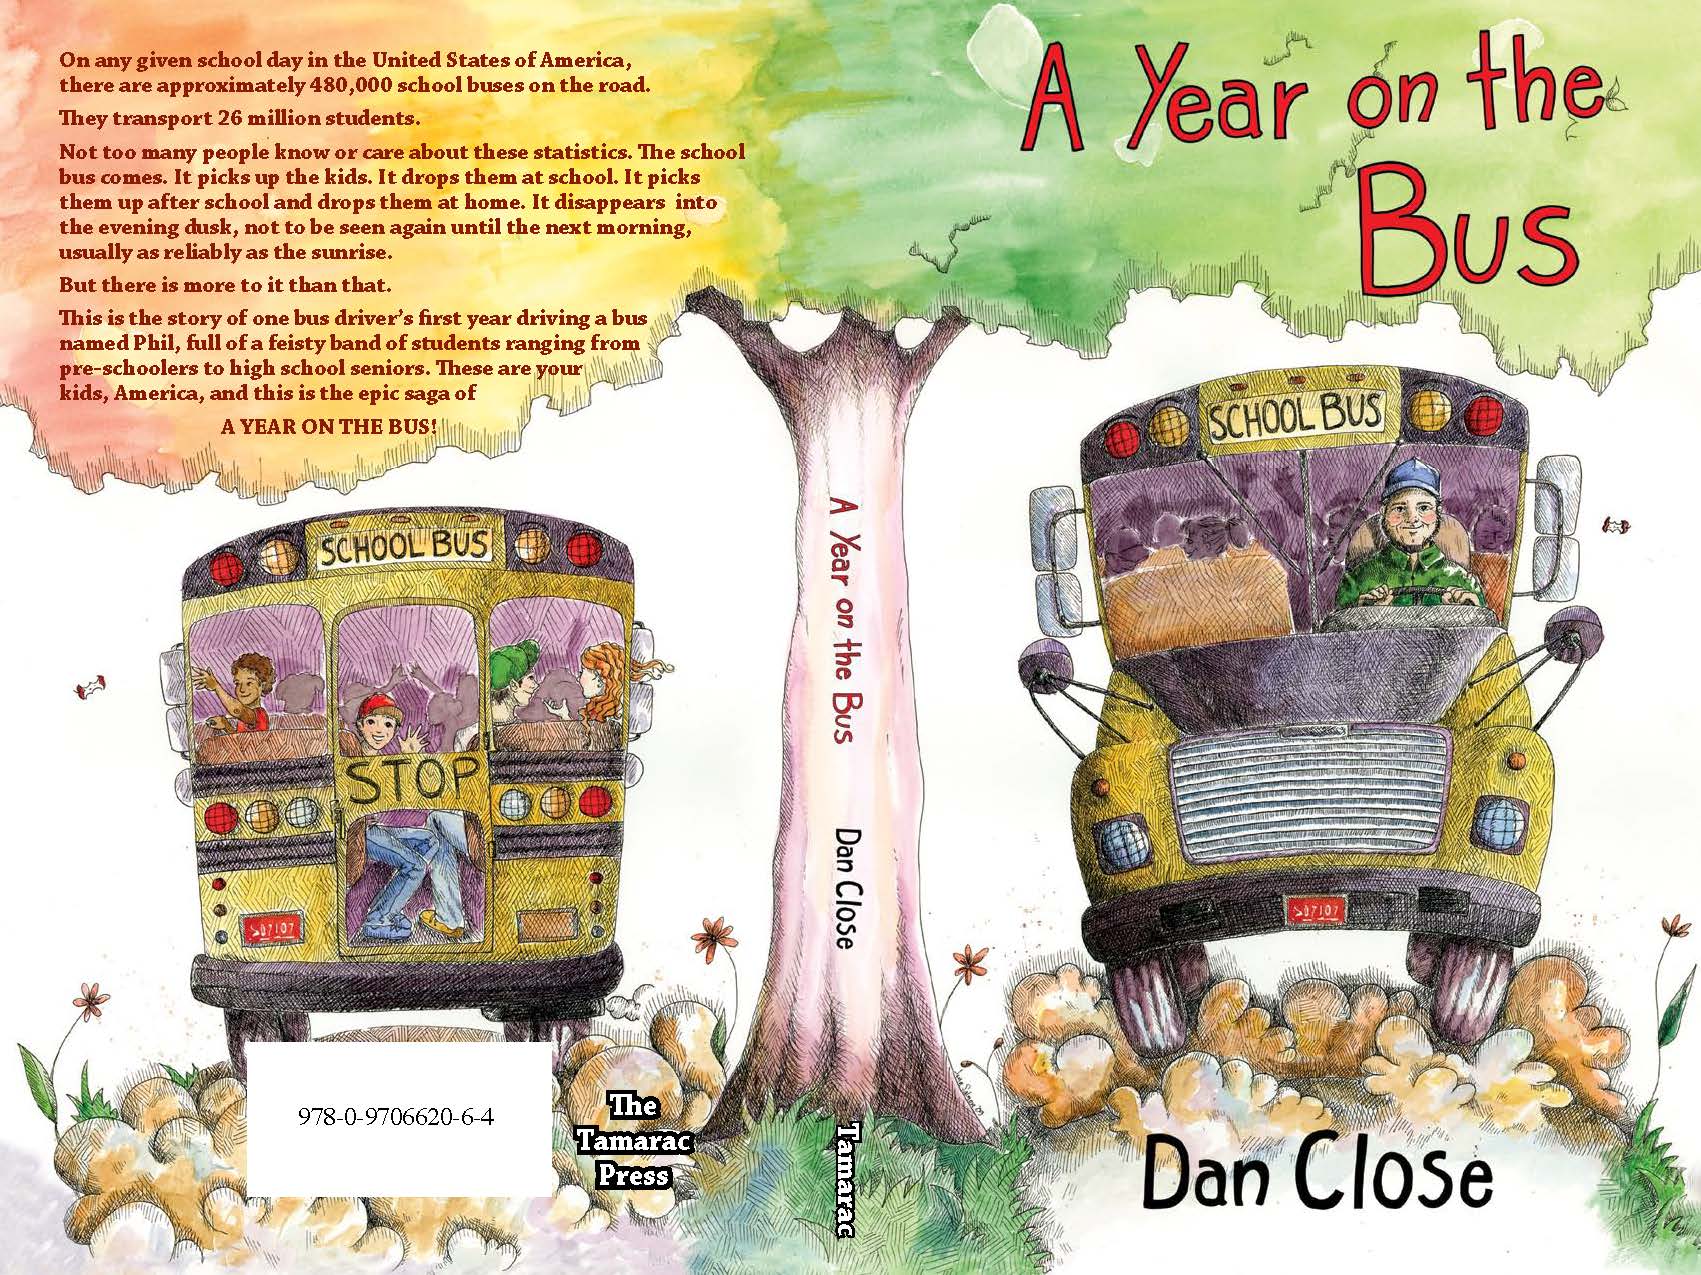 On any given school day in the United States of America,
there are approximately 480,000 school buses on the road.
They transport 26 million students.
Not too many people know or care about these statistics. The school
bus comes. It picks up the kids. It drops them at school. It picks
them up after school and drops them at home. It disappears into
the evening dusk, not to be seen again until the next morning,
usually as reliably as the sunrise.
But there is more to it than that.
This is the story of one bus driver's first year driving a bus
named Phil, full of a feisty band of students ranging from
pre-schoolers to high school seniors. These are your
kids, America, and this is the epic saga of
A YEAR ON THE BUS!
SCHOOL BUS
STOP
978-0-9706620-6-4
The
Tamarac
Press
A Year on the Bus
Dan Close
Tamarac
A Year on the
Bus
SCHOOL BUS
Dan Close